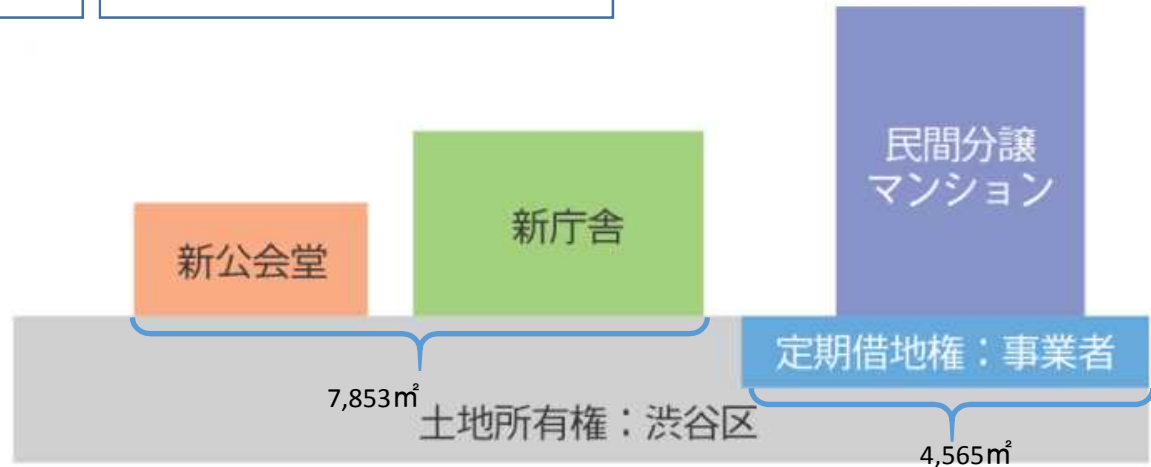 民間分譲
マンション
新庁舎
新公会堂
定期借地権：事業者
7,853㎡
土地所有権：渋谷区
4,565㎡